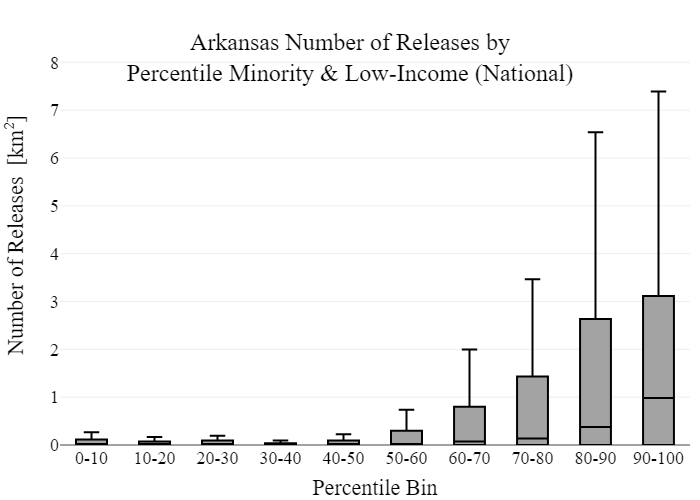 Arkansas Number of Releases by
Percentile Minority & Low-Income (National)
Number of Releases [km²]
8
7
6
5
4
3
2
1
0
0-10 10-20 20-30 30-40 40-50 50-60 60-70 70-80 80-90 90-100
Percentile Bin